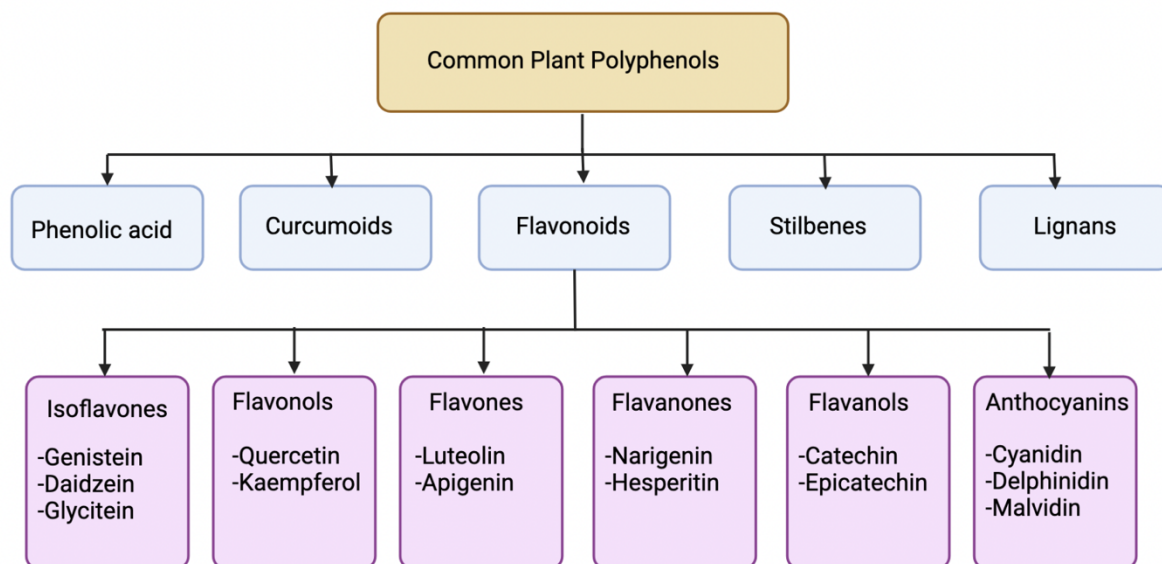 Common Plant Polyphenols
Phenolic acid
Curcumoids
Flavonoids
Stilbenes
Lignans
Isoflavones
-Genistein
-Daidzein
-Glycitein
Flavonols
-Quercetin
-Kaempferol
Flavones
-Luteolin
-Apigenin
Flavanones
-Narigenin
-Hesperitin
Flavanols
-Catechin
-Epicatechin
Anthocyanins
-Cyanidin
-Delphinidin
-Malvidin